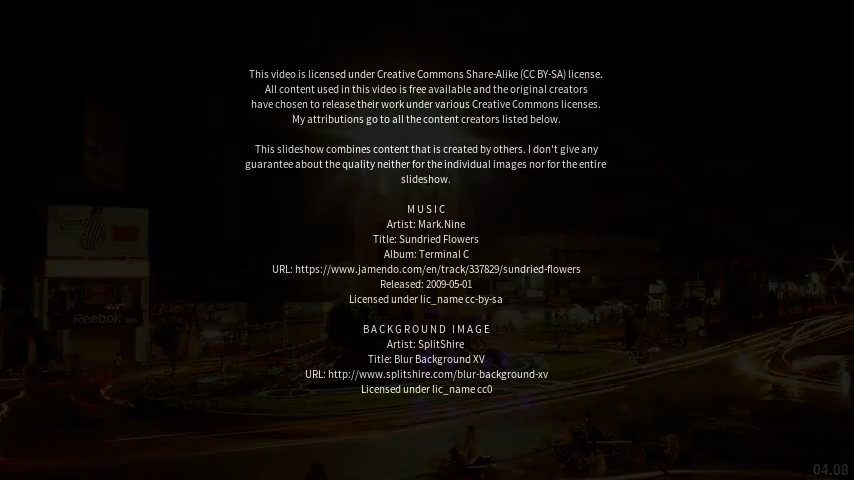 This video is licensed under Creative Commons Share-Alike (CC BY-SA) license.
All content used in this video is free available and the original creators
have chosen to release their work under various Creative Commons licenses.
My attributions go to all the content creators listed below.
This slideshow combines content that is created by others. I don't give any
guarantee about the quality neither for the individual images nor for the entire
slideshow.
MUSIC
Artist: Mark.Nine
Title: Sundried Flowers
Album: Terminal C
URL: https://www.jamendo.com/en/track/337829/sundried-flowers
Released: 2009-05-01
Licensed under lic_name cc-by-sa
BACKGROUND IMAGE
Artist: SplitShire
Title: Blur Background XV
URL: http://www.splitshire.com/blur-background-xv
Licensed under lic_name cc0
Reebok
04.08